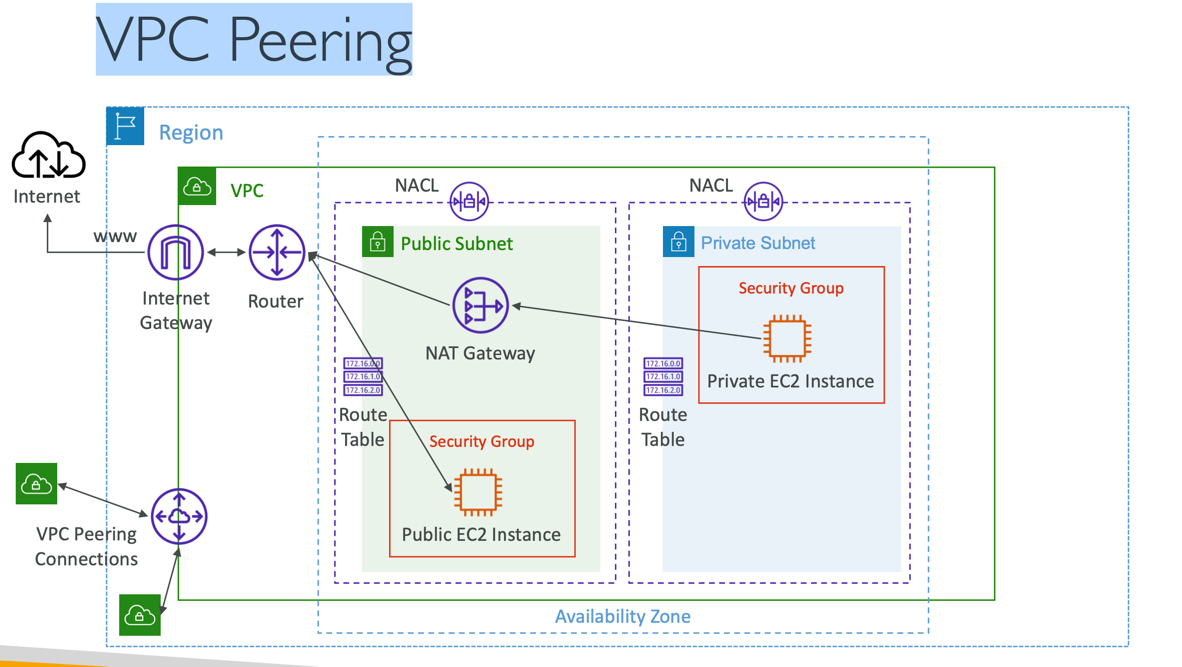 VPC Peering
Region
Internet
VPC
NACL
NACL
www
Public Subnet
Private Subnet
Internet
Gateway
Router
Security Group
NAT Gateway
Private EC2 Instance
172.16.0.0
172.16.1.0
172.16.2.0
Route
Table
172.16.0.0
172.16.1.0
172.16.2.0
Route
Table
Security Group
Public EC2 Instance
VPC Peering
Connections
Availability Zone